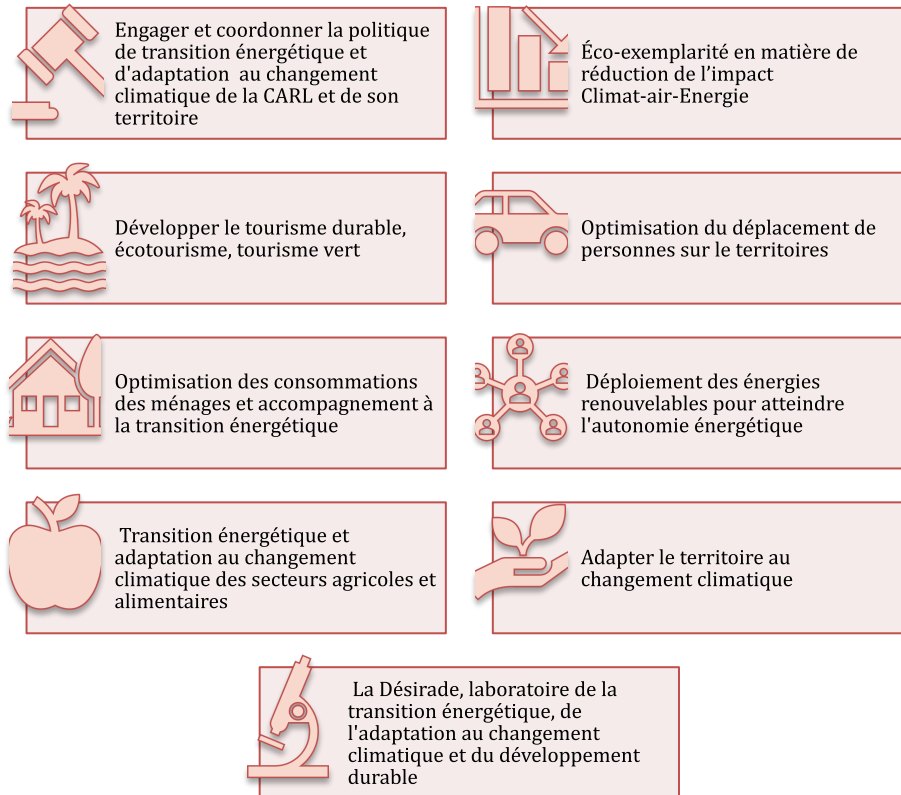 Engager et coordonner la politique
de transition énergétique et
d'adaptation au changement
climatique de la CARL et de son
territoire
Éco-exemplarité en matière de
réduction de l’impact
Climat-air-Energie
Développer le tourisme durable,
écotourisme, tourisme vert
Optimisation du déplacement de
personnes sur le territoires
Optimisation des consommations
des ménages et accompagnement à
la transition énergétique
Déploiement des énergies
renouvelables pour atteindre
l'autonomie énergétique
Transition énergétique et
adaptation au changement
climatique des secteurs agricoles et
alimentaires
Adapter le territoire au
changement climatique
La Désirade, laboratoire de la
transition énergétique, de
l'adaptation au changement
climatique et du développement
durable